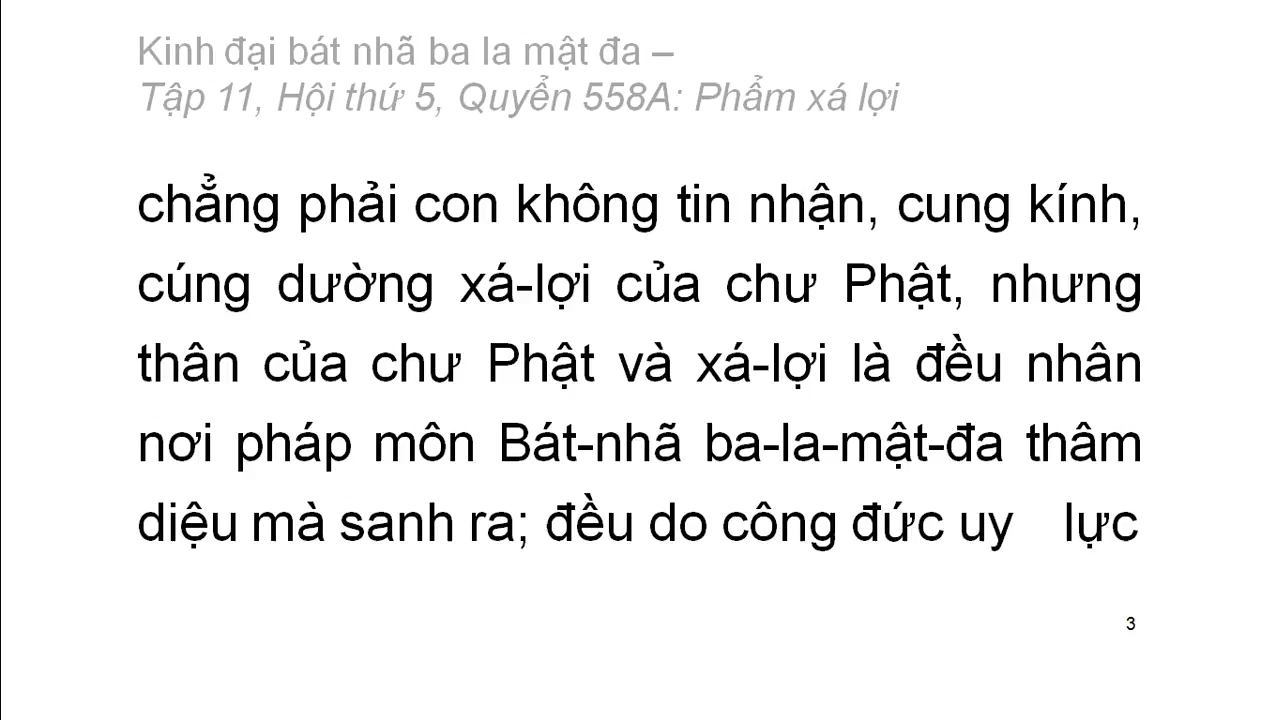 Kinh đại bát nhã ba la mật đa –
Tập 11, Hội thứ 5, Quyển 558A: Phẩm xá lợi
chẳng phải con không tin nhận, cung kính,
cúng dường xá-lợi của chư Phật, nhưng
thân của chư Phật và xá-lợi là đều nhân
nơi pháp môn Bát-nhã ba-la-mật-đa thâm
diệu mà sanh ra; đều do công đức uy lực
3